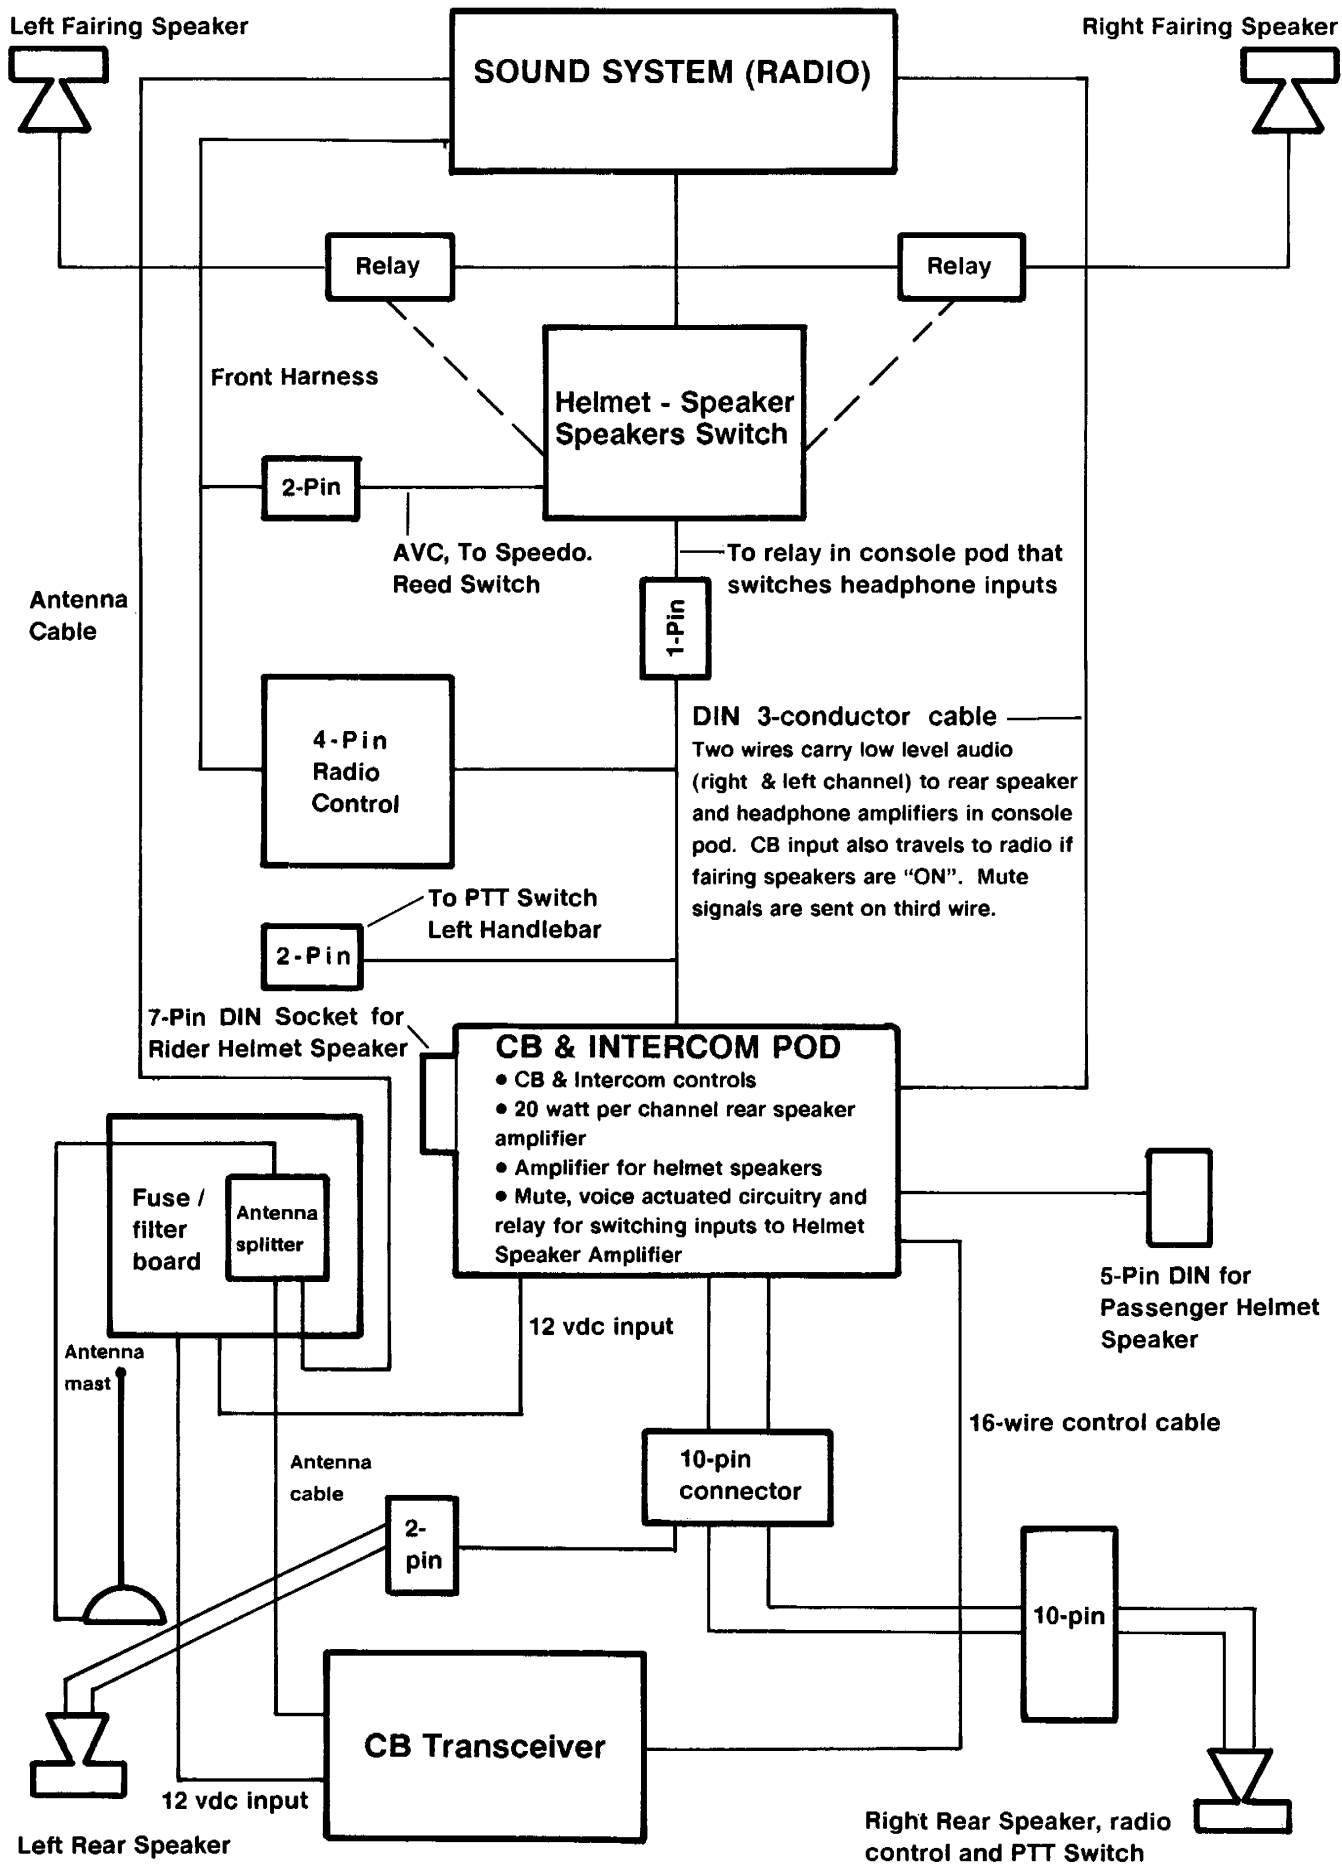 Left Fairing Speaker
Right Fairing Speaker
SOUND SYSTEM (RADIO)
Relay
Relay
Front Harness
Helmet - Speaker
Speakers Switch
2-Pin
AVC, To Speedo.
Reed Switch
To relay in console pod that
switches headphone inputs
Antenna
Cable
1-Pin
4-Pin
Radio
Control
DIN 3-conductor cable
Two wires carry low level audio
(right & left channel) to rear speaker
and headphone amplifiers in console
pod. CB input also travels to radio if
fairing speakers are “ON”. Mute
signals are sent on third wire.
To PTT Switch
Left Handlebar
2-Pin
7-Pin DIN Socket for
Rider Helmet Speaker
CB & INTERCOM POD
• CB & Intercom controls
• 20 watt per channel rear speaker
amplifier
• Amplifier for helmet speakers
• Mute, voice actuated circuitry and
relay for switching inputs to Helmet
Speaker Amplifier
Fuse /
filter
board
Antenna
splitter
5-Pin DIN for
Passenger Helmet
Speaker
12 vdc input
Antenna
mast
16-wire control cable
Antenna
cable
10-pin
connector
2-
pin
10-pin
CB Transceiver
12 vdc input
Left Rear Speaker
Right Rear Speaker, radio
control and PTT Switch